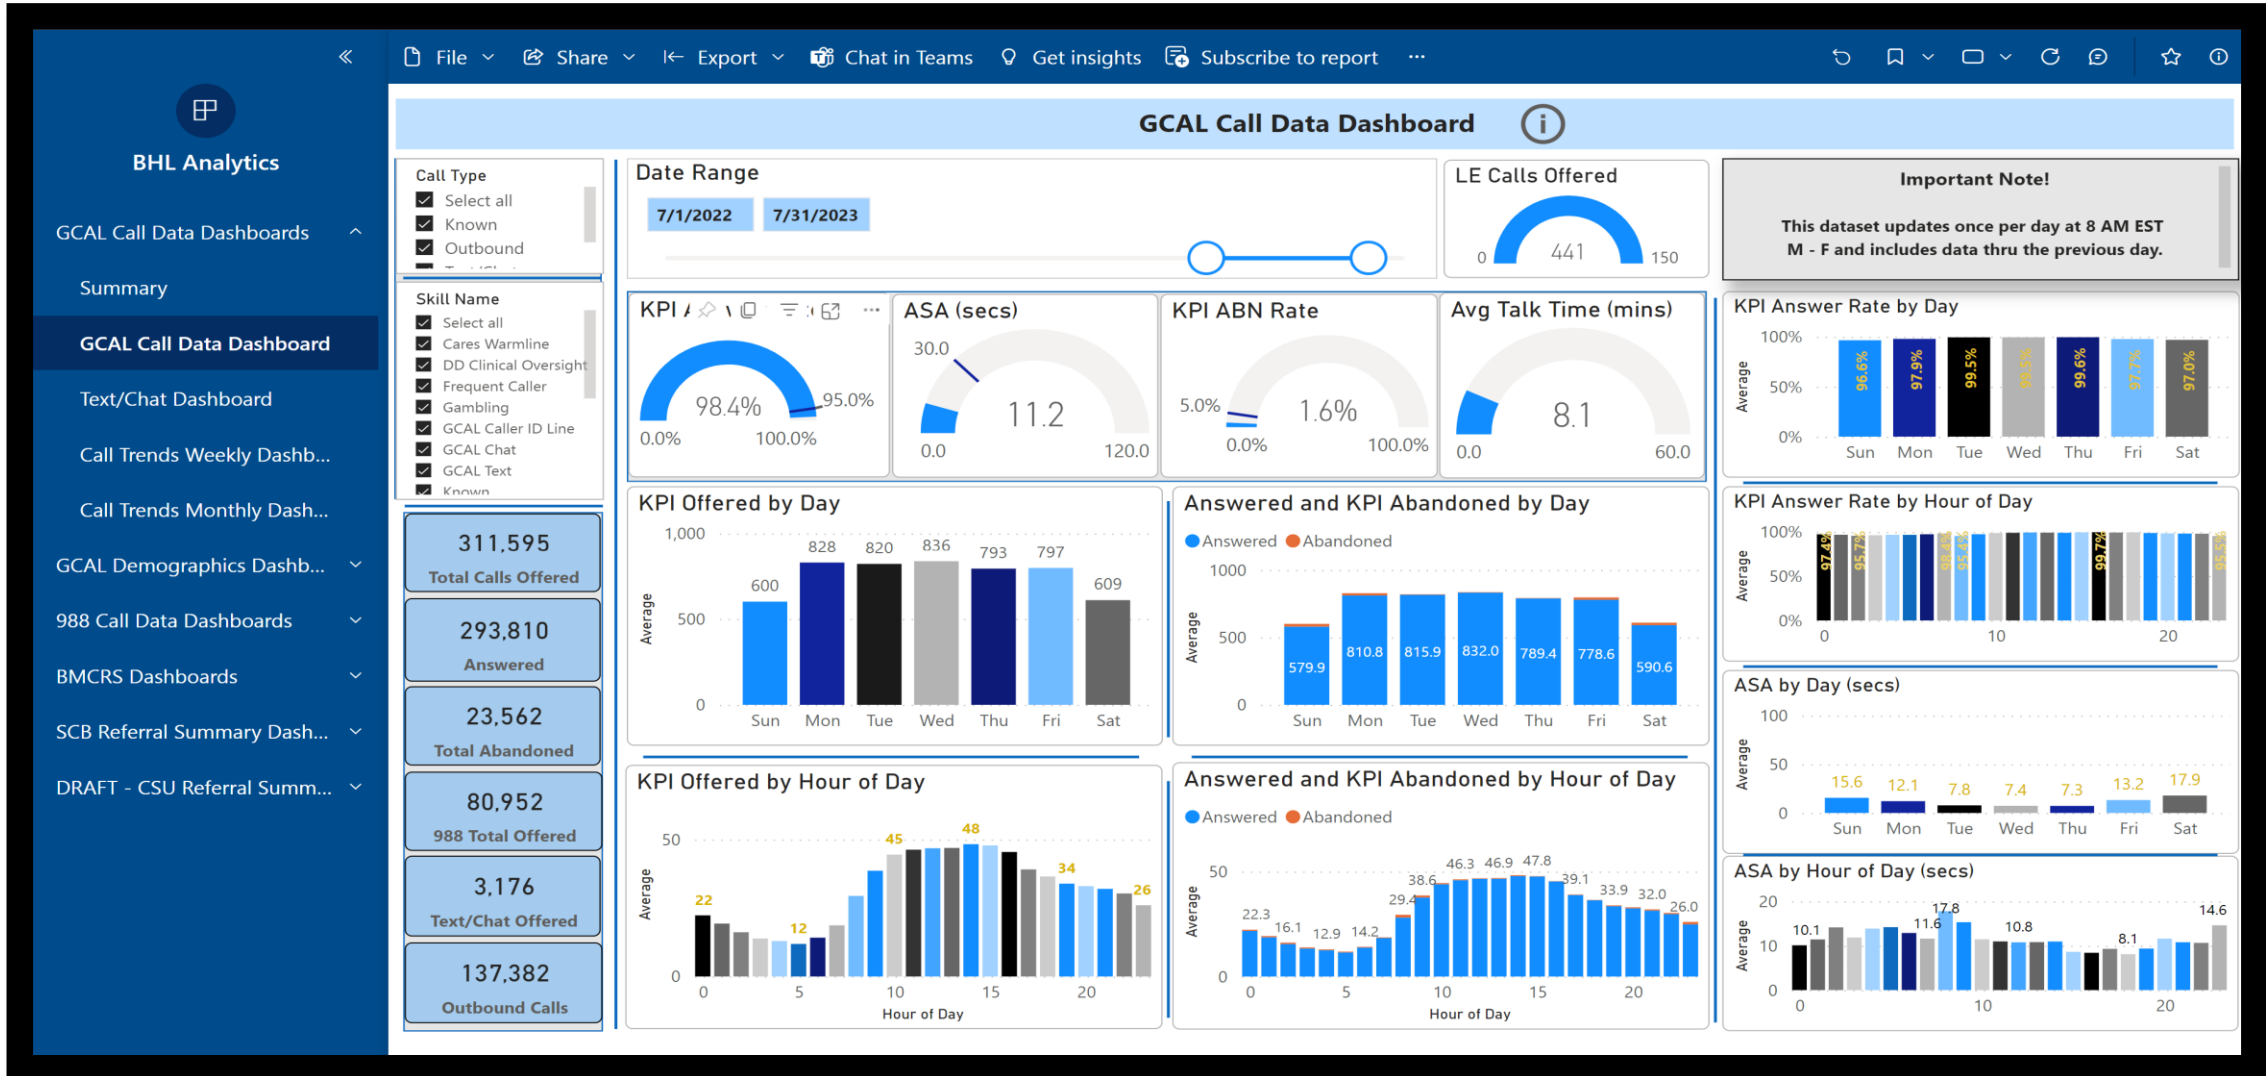 File
Share
Export
Chat in Teams
Get insights
Subscribe to report
BHL Analytics
GCAL Call Data Dashboards
Summary
GCAL Call Data Dashboard
Text/Chat Dashboard
Call Trends Weekly Dashb...
Call Trends Monthly Dash...
GCAL Demographics Dashb...
988 Call Data Dashboards
BMCRS Dashboards
SCB Referral Summary Dash...
DRAFT - CSU Referral Summ...
GCAL Call Data Dashboard
Call Type
Select all
Known
Outbound
Skill Name
Select all
Cares Warmline
DD Clinical Oversight
Frequent Caller
Gambling
GCAL Caller ID Line
GCAL Chat
GCAL Text
Known
311,595
Total Calls Offered
293,810
Answered
23,562
Total Abandoned
80,952
988 Total Offered
3,176
Text/Chat Offered
137,382
Outbound Calls
Date Range
7/1/2022 7/31/2023
LE Calls Offered
441
0 150
Important Note!
This dataset updates once per day at 8 AM EST
M - F and includes data thru the previous day.
KPI
98.4% 95.0%
0.0% 100.0%
ASA (secs)
30.0
11.2
0.0 120.0
KPI ABN Rate
5.0% 1.6%
0.0% 100.0%
Avg Talk Time (mins)
8.1
0.0 60.0
KPI Offered by Day
1,000
500
0
Average
600 828 820 836 793 797 609
Sun Mon Tue Wed Thu Fri Sat
Answered and KPI Abandoned by Day
Answered Abandoned
1000
500
0
Average
579.9 810.8 815.9 832.0 789.4 778.6 590.6
Sun Mon Tue Wed Thu Fri Sat
KPI Offered by Hour of Day
50
0
Average
22 12 45 48 34 26
0 5 10 15 20
Hour of Day
Answered and KPI Abandoned by Hour of Day
Answered Abandoned
50
0
Average
22.3 16.1 12.9 14.2 29.4 38.6 46.3 46.9 47.8 39.1 33.9 32.0 26.0
0 5 10 15 20
Hour of Day
KPI Answer Rate by Day
100%
50%
0%
Average
96.6% 97.9% 99.5% 99.5% 99.6% 97.7% 97.0%
Sun Mon Tue Wed Thu Fri Sat
KPI Answer Rate by Hour of Day
100%
50%
0%
Average
97.4% 95.7% 98.4% 95.4% 99.7% 95.5%
0 10 20
ASA by Day (secs)
100
50
0
Average
15.6 12.1 7.8 7.4 7.3 13.2 17.9
Sun Mon Tue Wed Thu Fri Sat
ASA by Hour of Day (secs)
20
10
0
Average
10.1 11.6 17.8 10.8 8.1 14.6
0 10 20